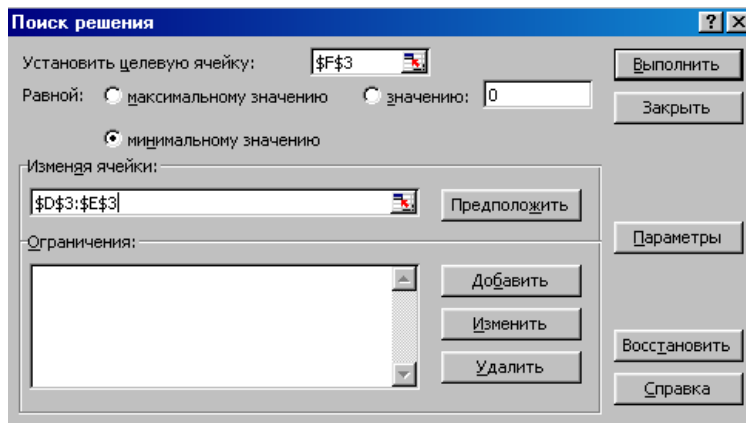 Поиск решения
Установить целевую ячейку: $F$3
Выполнить
Равной: максимальному значению значению: 0
Закрыть
минимальному значению
Изменяя ячейки:
$D$3:$E$3
Предположить
Параметры
Ограничения:
Добавить
Изменить
Восстановить
Удалить
Справка